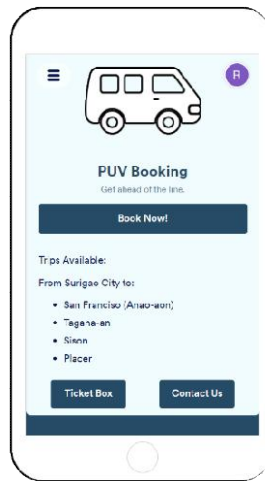 R
PUV Booking
Get ahead of the line.
Book Now!
Trips Available:
From Surigao City to:
• San Franciso (Anao-aon)
• Tagana-an
• Sison
• Placer
Ticket Box
Contact Us